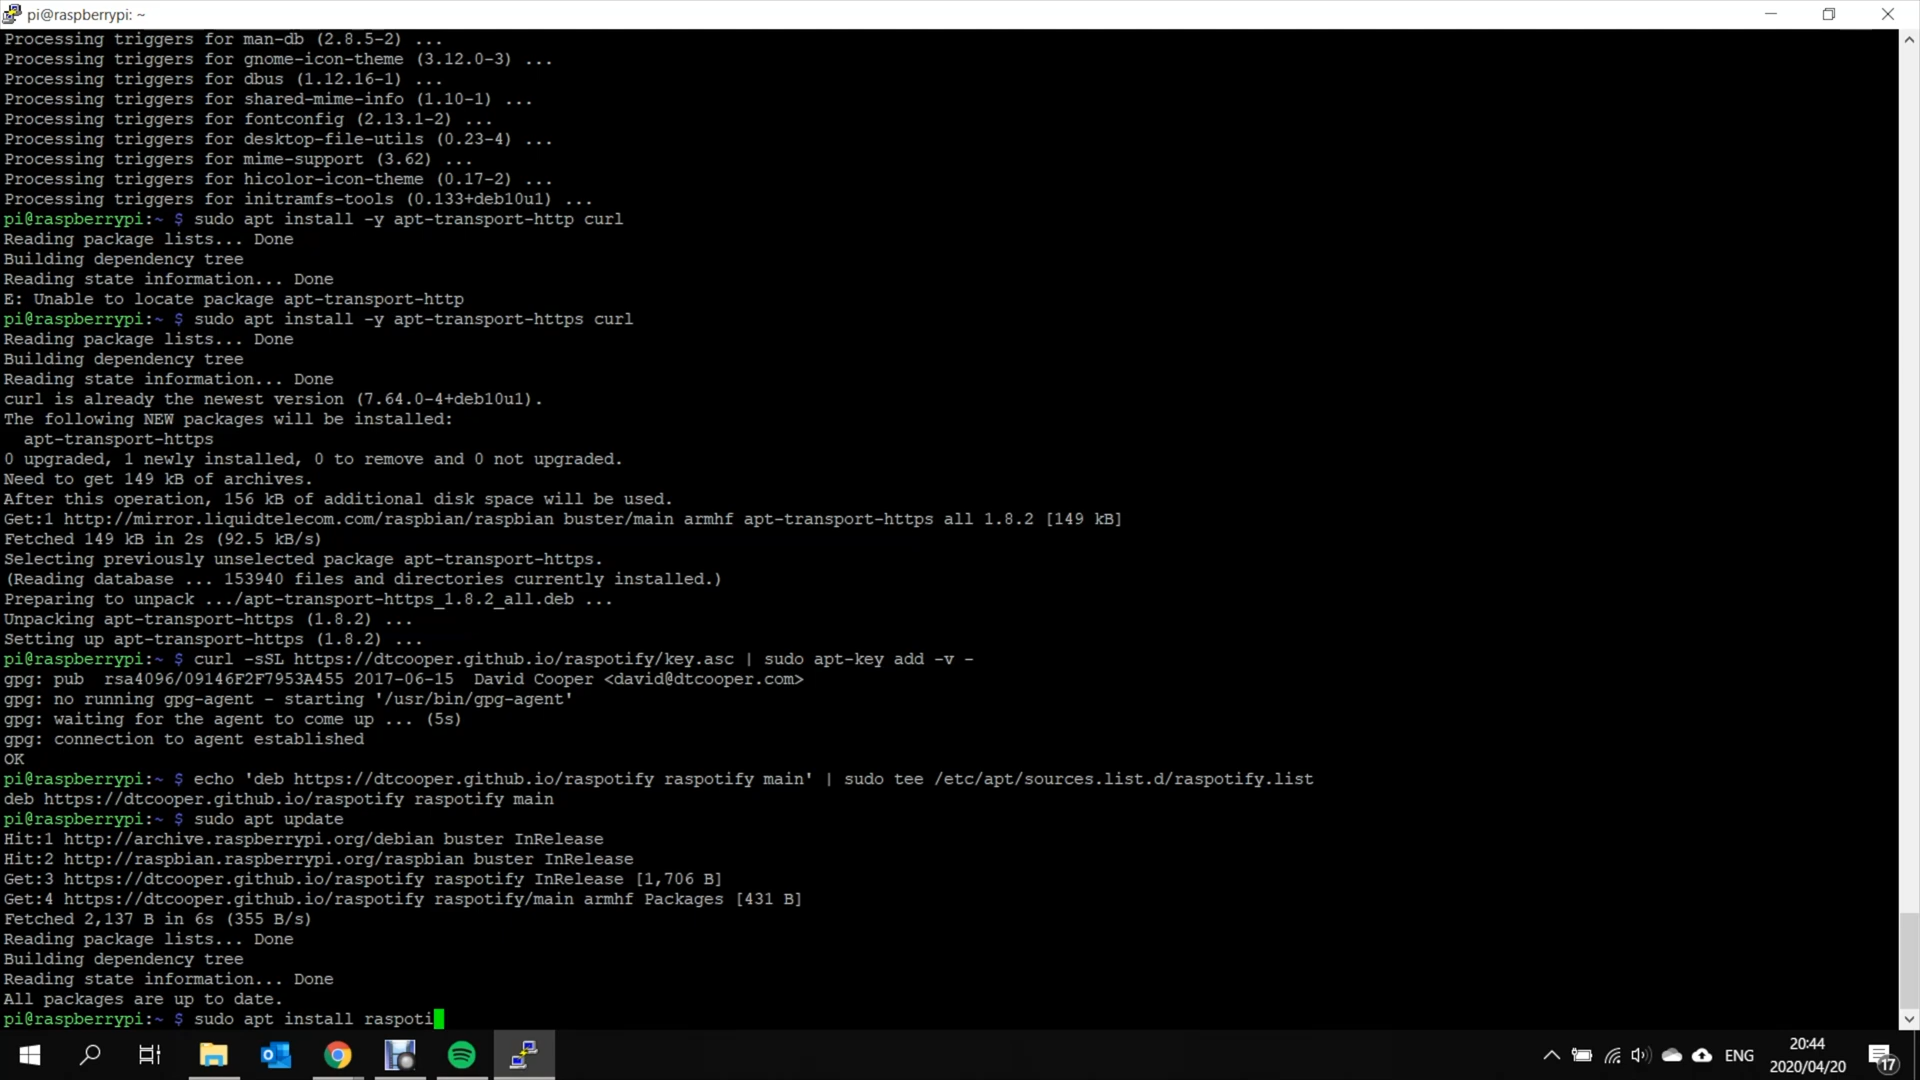 pi@raspberrypi: ~
Processing triggers for man-db (2.8.5-2) ...
Processing triggers for gnome-icon-theme (3.12.0-3) ...
Processing triggers for dbus (1.12.16-1) ...
Processing triggers for shared-mime-info (1.10-1) ...
Processing triggers for fontconfig (2.13.1-2) ...
Processing triggers for desktop-file-utils (0.23-4) ...
Processing triggers for mime-support (3.62) ...
Processing triggers for hicolor-icon-theme (0.17-2) ...
Processing triggers for initramfs-tools (0.133+deb10u1) ...
pi@raspberrypi:~ $ sudo apt install -y apt-transport-http curl
Reading package lists... Done
Building dependency tree
Reading state information... Done
E: Unable to locate package apt-transport-http
pi@raspberrypi:~ $ sudo apt install -y apt-transport-https curl
Reading package lists... Done
Building dependency tree
Reading state information... Done
curl is already the newest version (7.64.0-4+deb10u1).
The following NEW packages will be installed:
  apt-transport-https
0 upgraded, 1 newly installed, 0 to remove and 0 not upgraded.
Need to get 149 kB of archives.
After this operation, 156 kB of additional disk space will be used.
Get:1 http://mirror.liquidtelecom.com/raspbian/raspbian buster/main armhf apt-transport-https all 1.8.2 [149 kB]
Fetched 149 kB in 2s (92.5 kB/s)
Selecting previously unselected package apt-transport-https.
(Reading database ... 153940 files and directories currently installed.)
Preparing to unpack .../apt-transport-https_1.8.2_all.deb ...
Unpacking apt-transport-https (1.8.2) ...
Setting up apt-transport-https (1.8.2) ...
pi@raspberrypi:~ $ curl -sSL https://dtcooper.github.io/raspotify/key.asc | sudo apt-key add -v -
gpg: pub  rsa4096/09146F2F7953A455 2017-06-15  David Cooper <david@dtcooper.com>
gpg: no running gpg-agent - starting '/usr/bin/gpg-agent'
gpg: waiting for the agent to come up ... (5s)
gpg: connection to agent established
OK
pi@raspberrypi:~ $ echo 'deb https://dtcooper.github.io/raspotify raspotify main' | sudo tee /etc/apt/sources.list.d/raspotify.list
deb https://dtcooper.github.io/raspotify raspotify main
pi@raspberrypi:~ $ sudo apt update
Hit:1 http://archive.raspberrypi.org/debian buster InRelease
Hit:2 http://raspbian.raspberrypi.org/raspbian buster InRelease
Get:3 https://dtcooper.github.io/raspotify raspotify InRelease [1,706 B]
Get:4 https://dtcooper.github.io/raspotify raspotify/main armhf Packages [431 B]
Fetched 2,137 B in 6s (355 B/s)
Reading package lists... Done
Building dependency tree
Reading state information... Done
All packages are up to date.
pi@raspberrypi:~ $ sudo apt install raspoti
ENG
20:44
2020/04/20
17